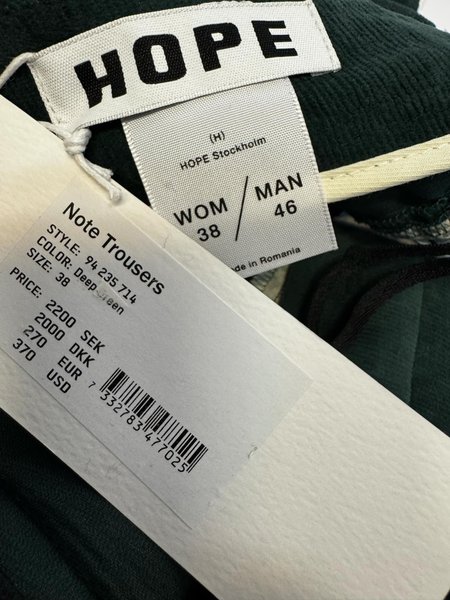 HOPE
(H)
HOPE Stockholm
WOM / MAN
38 46
de in Romania
Note Trousers
STYLE: 94 235 714
COLOR: Deep Green
SIZE: 38
PRICE: 2200 SEK
2000 DKK
270 EUR
370 USD
7 332783 477025